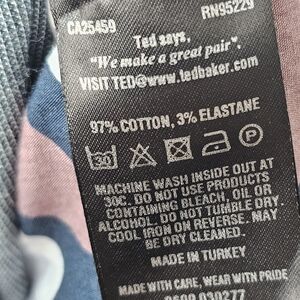 CA25459 RN95229
Ted says,
"We make a great pair".
VISIT TED@www.tedbaker.com
97% COTTON, 3% ELASTANE
30 P
MACHINE WASH INSIDE OUT AT
30C. DO NOT USE PRODUCTS
CONTAINING BLEACH, OIL OR
ALCOHOL. DO NOT TUMBLE DRY.
COOL IRON ON REVERSE. MAY
BE DRY CLEANED.
MADE IN TURKEY
MADE WITH CARE, WEAR WITH PRIDE